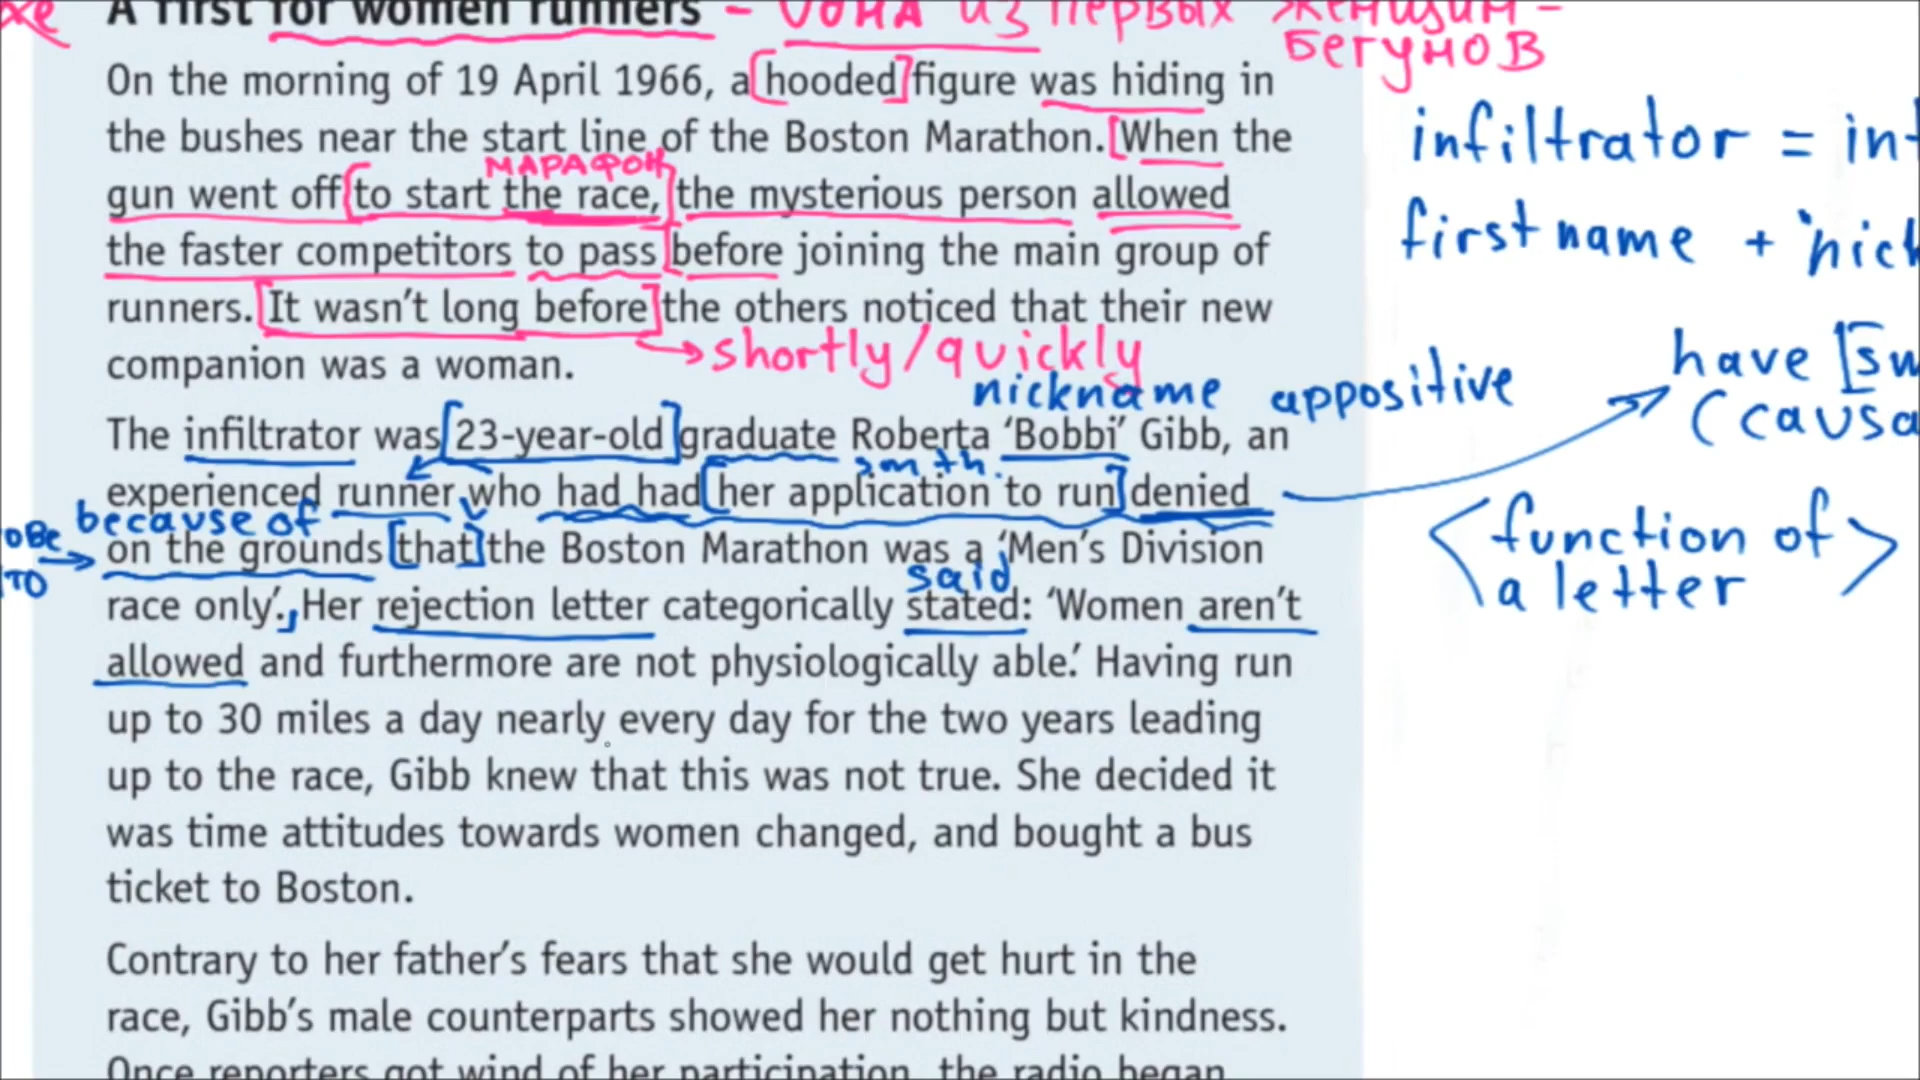 A first for women runners - одна из первых женщин-
бегунов
On the morning of 19 April 1966, a [hooded] figure was hiding in
the bushes near the start line of the Boston Marathon. [When the
infiltrator =
марафон
gun went off [to start the race,] the mysterious person allowed
first name + 'nick
the faster competitors to pass [before joining the main group of
runners. [It wasn't long before] the others noticed that their new
→ shortly/quickly
companion was a woman.
nickname appositive
have [
(causa
The infiltrator was [23-year-old] graduate Roberta 'Bobbi' Gibb, an
smth.
experienced runner who had had [her application to run] denied
because of
on the grounds [that] the Boston Marathon was a 'Men's Division
<function of
a letter>
said
race only'. Her rejection letter categorically stated: 'Women aren't
allowed and furthermore are not physiologically able.' Having run
up to 30 miles a day nearly every day for the two years leading
up to the race, Gibb knew that this was not true. She decided it
was time attitudes towards women changed, and bought a bus
ticket to Boston.
Contrary to her father's fears that she would get hurt in the
race, Gibb's male counterparts showed her nothing but kindness.
Once reporters got wind of her participation, the radio began